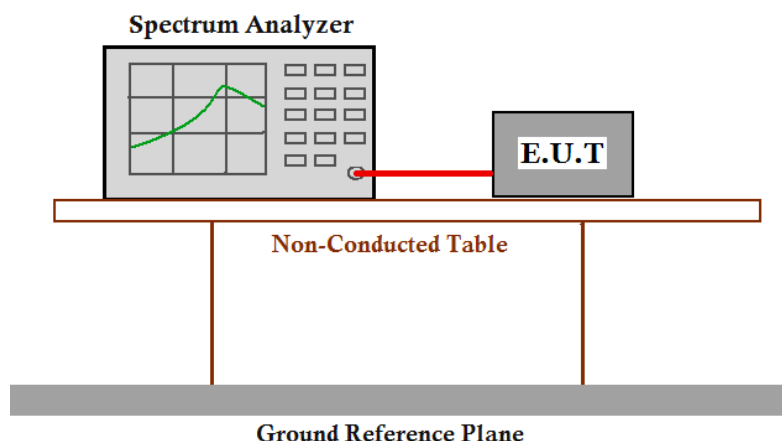 Spectrum Analyzer
E.U.T
Non-Conducted Table
Ground Reference Plane